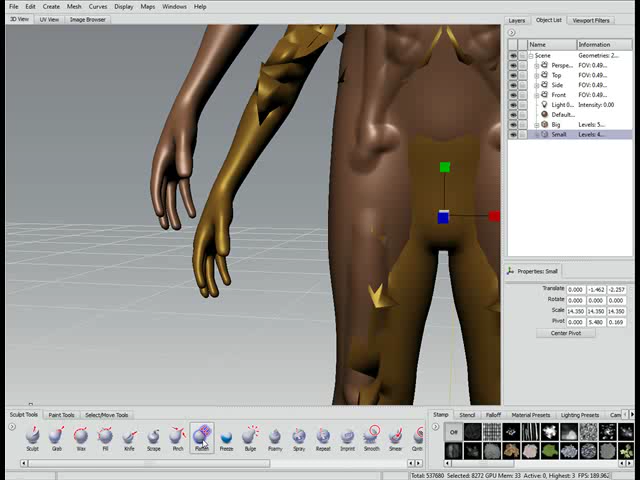 File Edit Create Mesh Curves Display Maps Windows Help
3D View UV View Image Browser
Layers Object List Viewport Filters
Name Information
Scene Geometries: 2...
Perspe... FOV: 0.49...
Top FOV: 0.49...
Side FOV: 0.49...
Front FOV: 0.49...
Light 0... Intensity: 0.00
Default...
Big Levels: 5...
Small Levels: 4...
Properties: Small
Translate 0.000 -1.462 -2.257
Rotate 0.000 0.000 0.000
Scale 14.350 14.350 14.350
Pivot 0.000 5.480 0.169
Center Pivot
Sculpt Tools Paint Tools Select/Move Tools
Stamp Stencil Falloff Material Presets Lighting Presets Cam
Sculpt Grab Wax Fill Knife Scrape Pinch Flatten Freeze Bulge Foamy Spray Repeat Imprint Smooth Smear
Off
Total: 537680 Selected: 8272 GPU Mem: 33 Active: 0, Highest: 3 FPS: 189.962